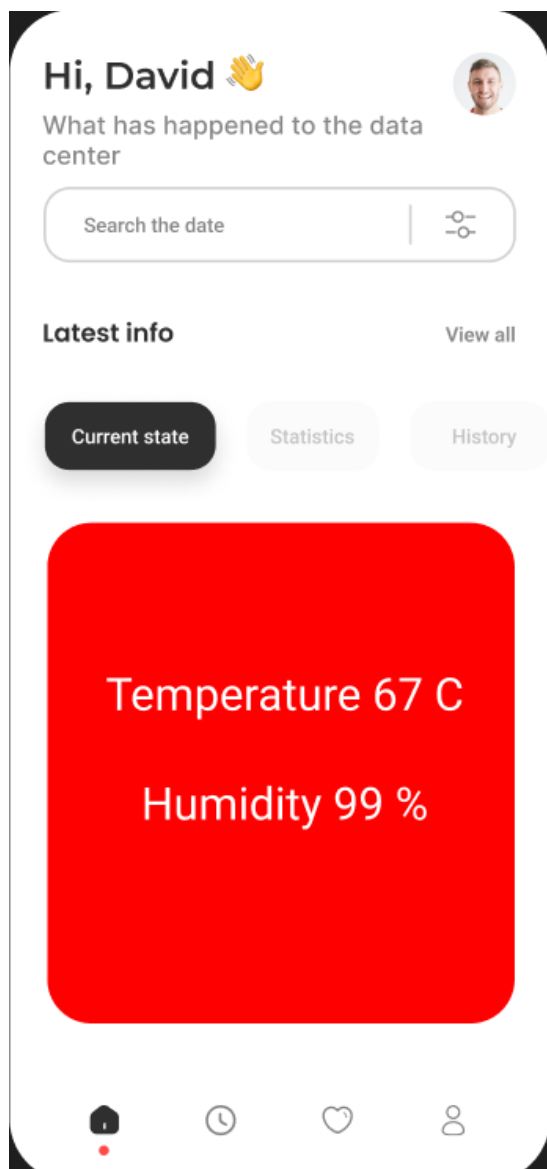 Hi, David 👋
What has happened to the data
center
Search the date
Latest info
View all
Current state
Statistics
History
Temperature 67 C
Humidity 99 %